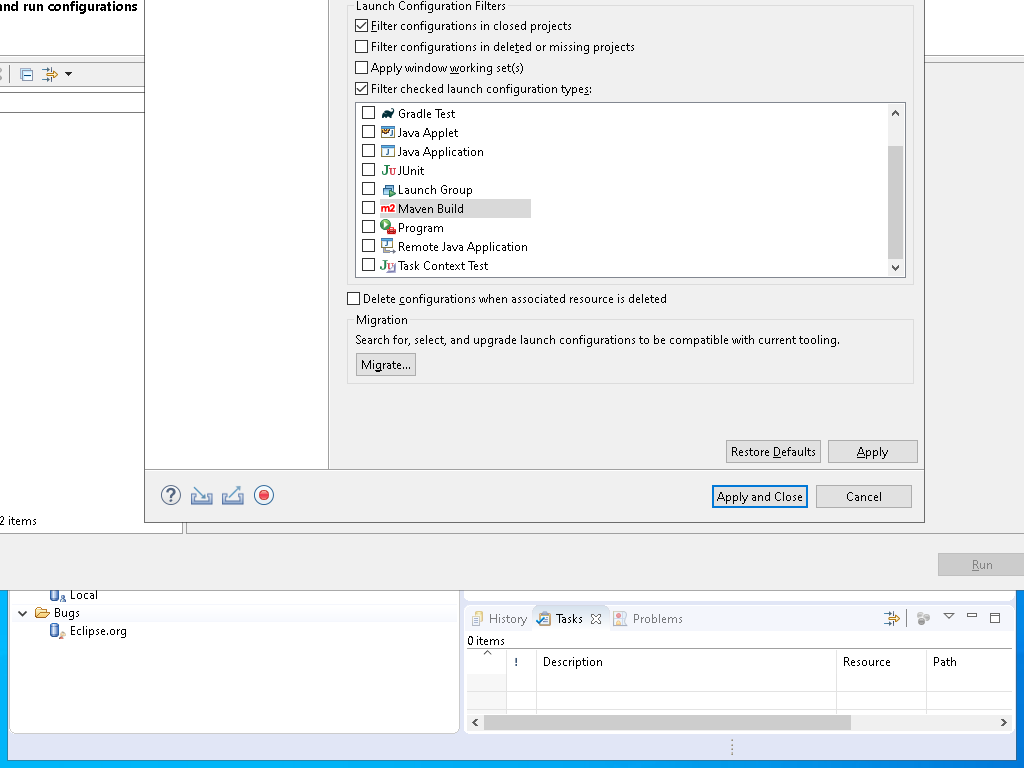 and run configurations
Launch Configuration Filters
Filter configurations in closed projects
Filter configurations in deleted or missing projects
Apply window working set(s)
Filter checked launch configuration types:
Gradle Test
Java Applet
Java Application
JUnit
Launch Group
Maven Build
Program
Remote Java Application
Task Context Test
Delete configurations when associated resource is deleted
Migration
Search for, select, and upgrade launch configurations to be compatible with current tooling.
Migrate...
Restore Defaults
Apply
Apply and Close
Cancel
2 items
Run
Local
Bugs
Eclipse.org
History
Tasks
Problems
0 items
! Description Resource Path